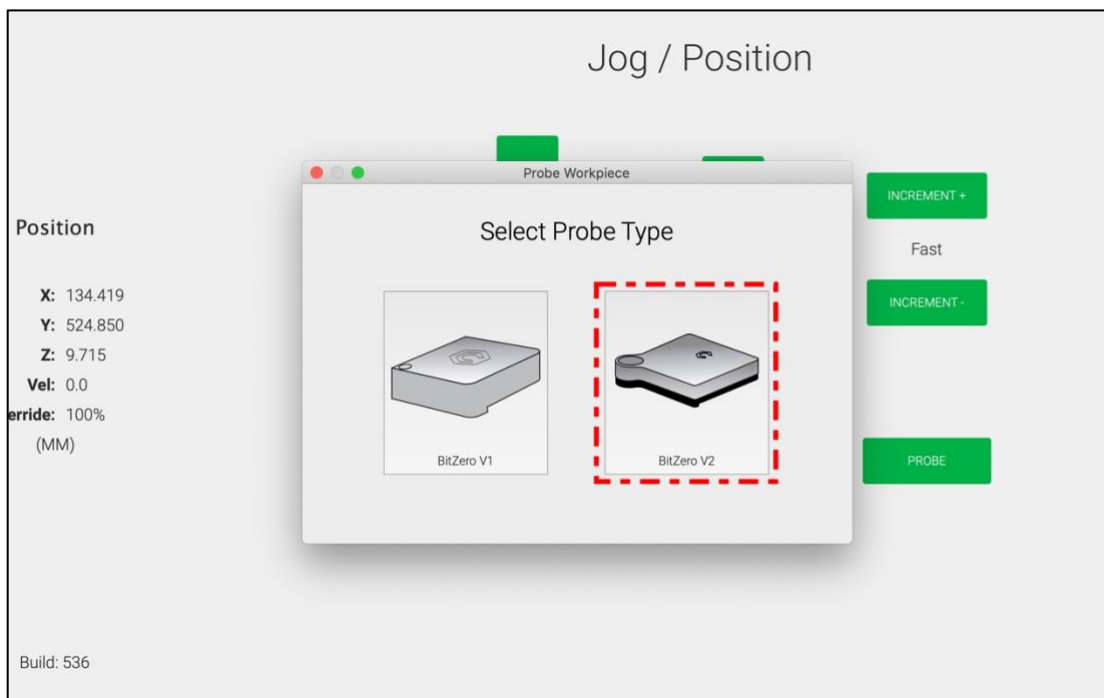 Jog / Position
Probe Workpiece
Select Probe Type
BitZero V1
BitZero V2
INCREMENT +
Fast
INCREMENT -
PROBE
Position
X: 134.419
Y: 524.850
Z: 9.715
Vel: 0.0
erride: 100%
(MM)
Build: 536